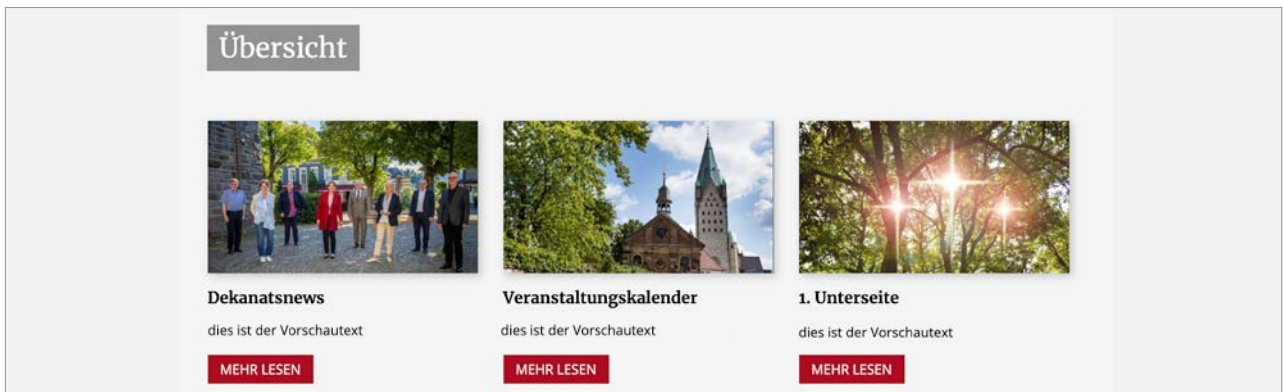 Übersicht
Dekanatsnews
dies ist der Vorschautext
MEHR LESEN
Veranstaltungskalender
dies ist der Vorschautext
MEHR LESEN
1. Unterseite
dies ist der Vorschautext
MEHR LESEN